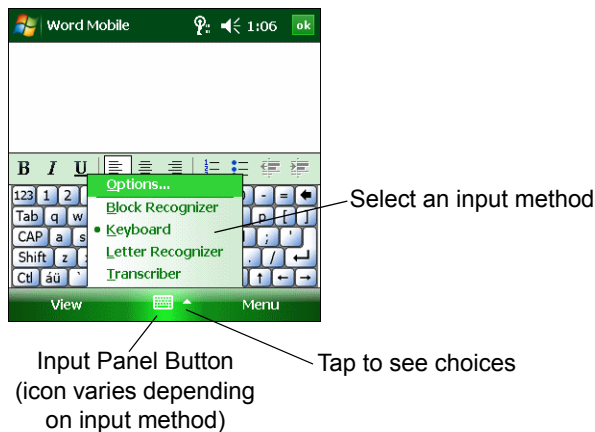 Word Mobile 1:06 ok
B I U
Options...
Block Recognizer
Keyboard
Letter Recognizer
Transcriber
123 1 2 - =
Tab q w p [ ]
CAP a s ; '
Shift z . /
Ctl áü `
View Menu
Select an input method
Tap to see choices
Input Panel Button
(icon varies depending
on input method)